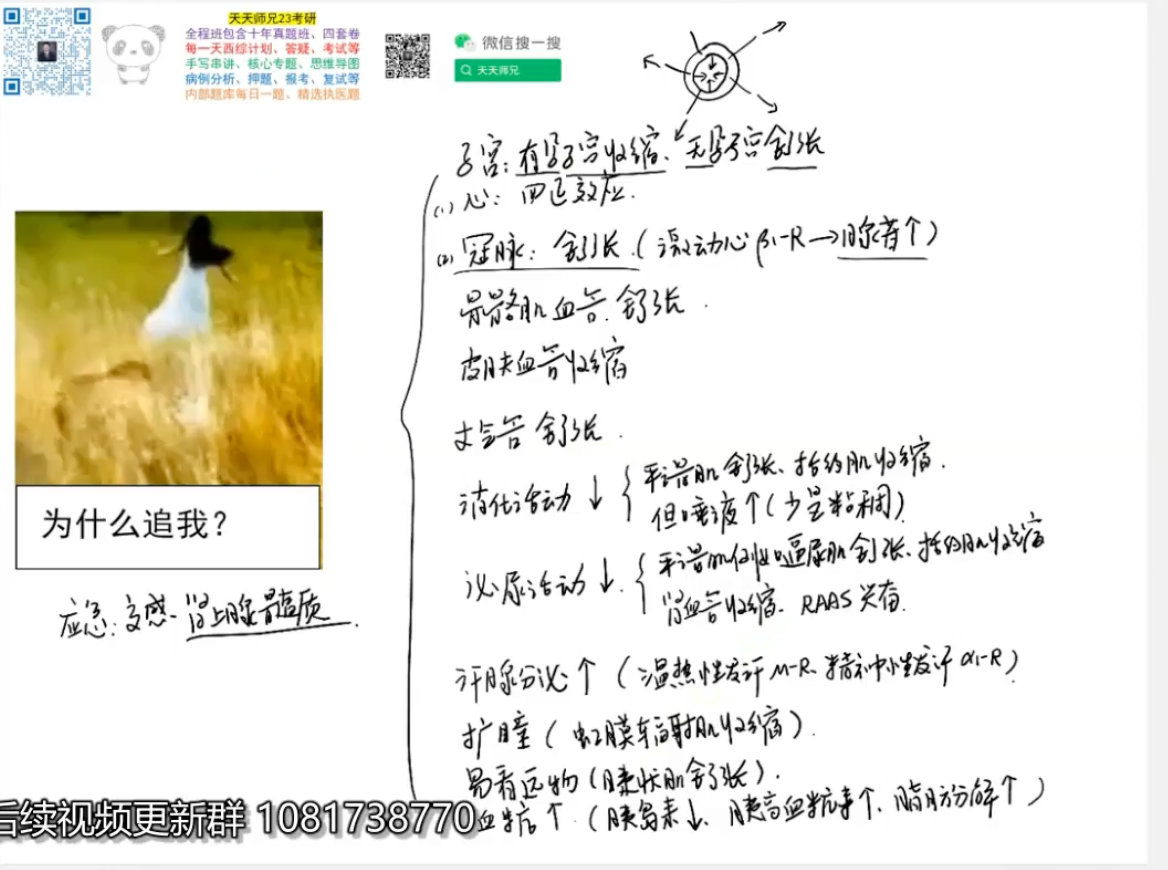 天天师兄23考研
全程班包含十年真题班、四套卷
每一天西综计划、答疑、考试等
手写串讲、核心专题、思维导图
病例分析、押题、报考、复试等
内部题库每日一题、精选执医题
微信搜一搜
天天师兄
子宫：有孕子宫收缩、无孕子宫舒张
(1) 心：四正效应.
(2) 冠脉：舒张.(激动心β1-R→腺苷↑)
骨骼肌血管.舒张.
皮肤血管收缩
支气管舒张.
消化活动↓ 平滑肌舒张、括约肌收缩.
但唾液↑(少量粘稠)
泌尿活动↓. 平滑肌逼尿肌舒张、括约肌收缩
肾血管收缩. RAAS兴奋.
汗腺分泌↑(温热性发汗M-R、精神性发汗α1-R)
扩瞳(虹膜辐射肌收缩).
易看远物(睫状肌舒张).
血糖↑.(胰岛素↓、胰高血糖素↑、脂肪分解↑)
为什么追我？
应急：交感-肾上腺髓质.
后续视频更新群 1081738770